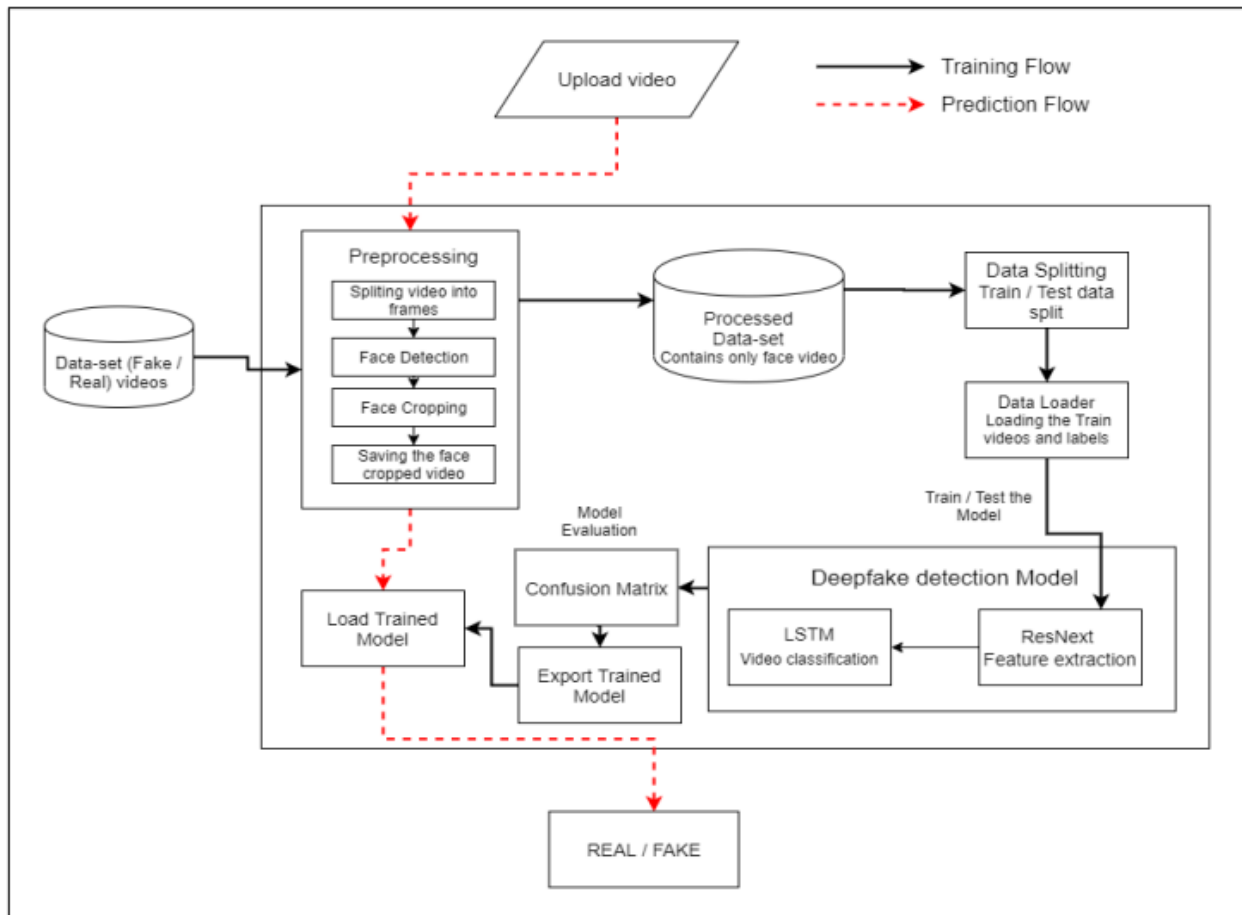 Upload video
Training Flow
Prediction Flow
Preprocessing
Spliting video into
frames
Face Detection
Face Cropping
Saving the face
cropped video
Data-set (Fake /
Real) videos
Processed
Data-set
Contains only face video
Data Splitting
Train / Test data
split
Data Loader
Loading the Train
videos and labels
Train / Test the
Model
Model
Evaluation
Confusion Matrix
Export Trained
Model
Load Trained
Model
Deepfake detection Model
LSTM
Video classification
ResNext
Feature extraction
REAL / FAKE